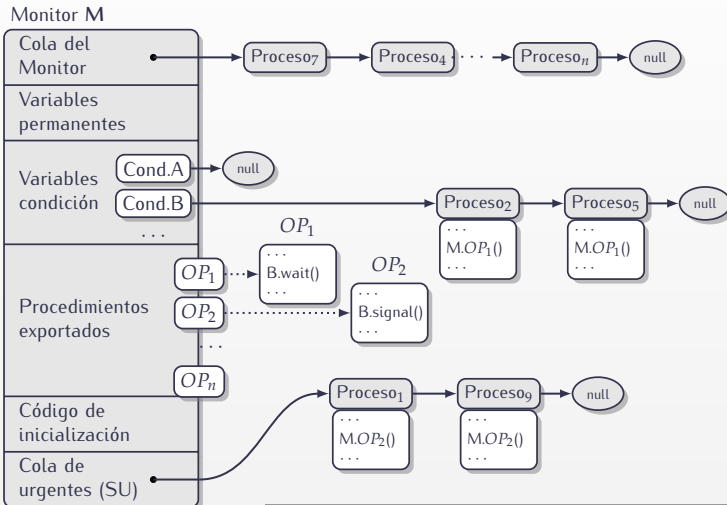 Monitor M
Cola del
Monitor
Proceso7
Proceso4
...
Proceson
null
Variables
permanentes
Variables
condición
Cond.A
null
Cond.B
...
Proceso2
Proceso5
null
...
M.OP1()
...
...
M.OP1()
...
Procedimientos
exportados
OP1
OP1
...
B.wait()
...
OP2
OP2
...
B.signal()
...
...
OPn
Código de
inicialización
Cola de
urgentes (SU)
Proceso1
Proceso9
null
...
M.OP2()
...
...
M.OP2()
...